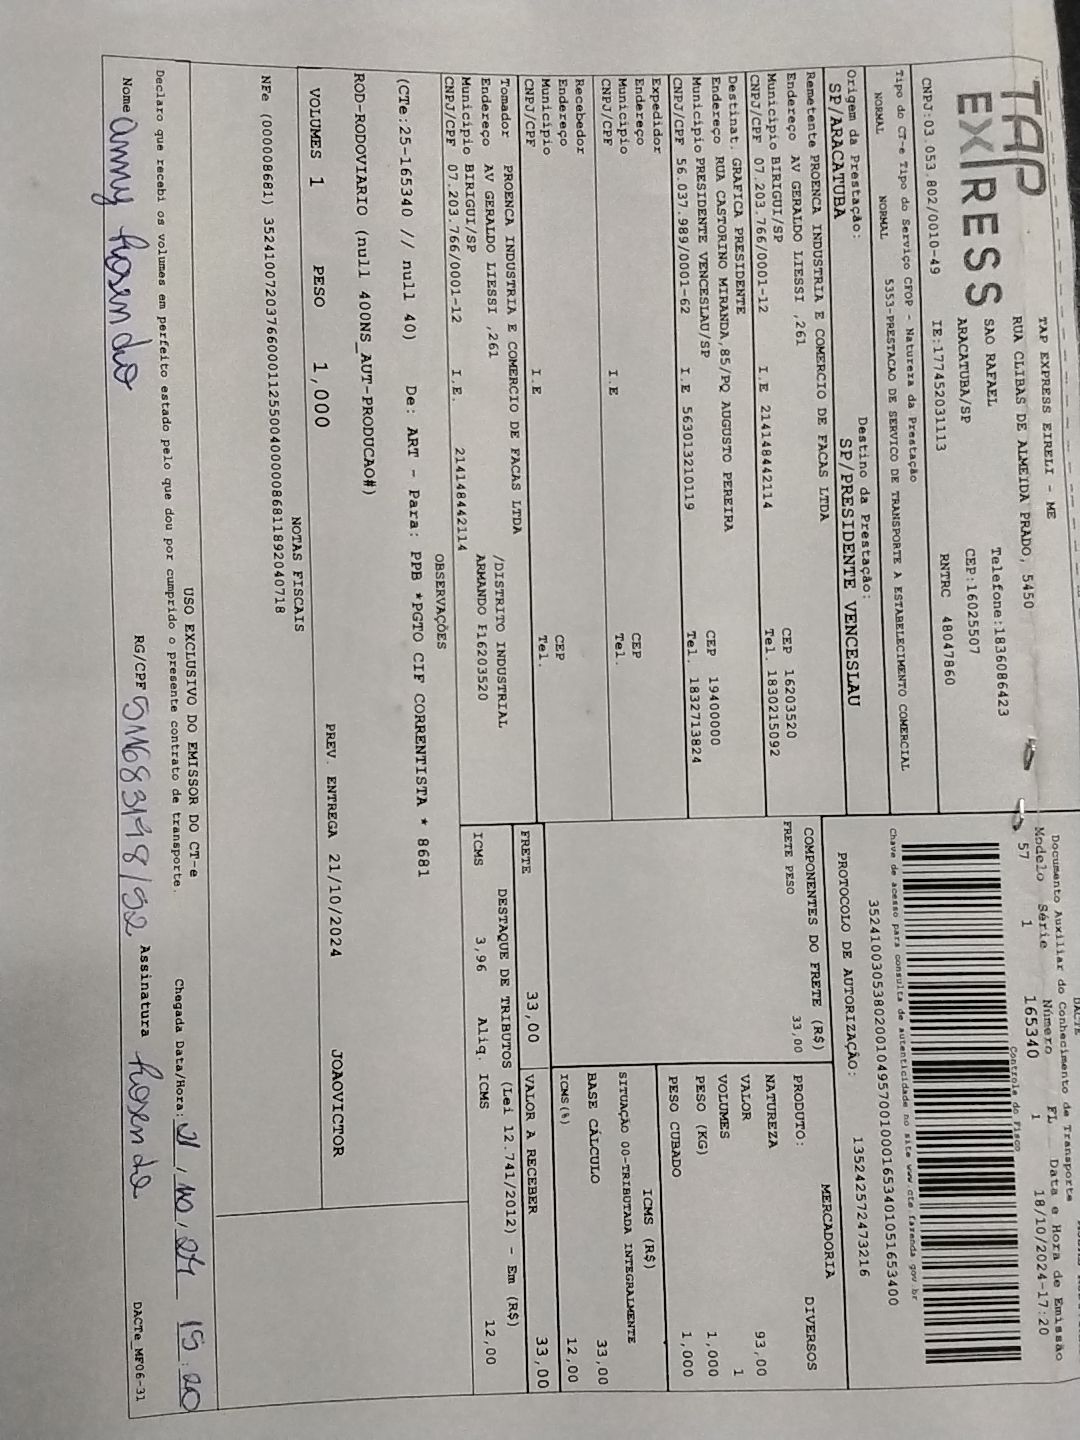 TAP EXPRESS
TAP EXPRESS EIRELI - ME
RUA CLIBAS DE ALMEIDA PRADO, 5450
SAO RAFAEL Telefone:1836086423
ARACATUBA/SP CEP:16025507
CNPJ:03.053.802/0010-49 IE:177452031113 RNTRC 48047860
DACTE
Documento Auxiliar do Conhecimento de Transporte
Modelo Série Número FL Data e Hora de Emissão
57 1 165340 1 18/10/2024-17:20
Controle do Fisco
Chave de acesso para consulta de autenticidade no site www.cte.fazenda.gov.br
35241003053802001049570010001653401051653400
PROTOCOLO DE AUTORIZAÇÃO: 135242572473216
Tipo do CT-e Tipo do Serviço CFOP - Natureza da Prestação
NORMAL NORMAL 5353-PRESTACAO DE SERVICO DE TRANSPORTE A ESTABELECIMENTO COMERCIAL
Origem da Prestação: Destino da Prestação:
SP/ARACATUBA SP/PRESIDENTE VENCESLAU
Remetente PROENCA INDUSTRIA E COMERCIO DE FACAS LTDA
Endereço AV GERALDO LIESSI ,261
Município BIRIGUI/SP CEP 16203520
CNPJ/CPF 07.203.766/0001-12 I.E 214148442114 Tel. 1830215092
Destinat. GRAFICA PRESIDENTE
Endereço RUA CASTORINO MIRANDA,85/PQ AUGUSTO PEREIRA
Município PRESIDENTE VENCESLAU/SP CEP 19400000
CNPJ/CPF 56.037.989/0001-62 I.E 563013210119 Tel. 1832713824
Expedidor
Endereço
Município CEP
CNPJ/CPF I.E Tel.
Recebedor
Endereço
Município CEP
CNPJ/CPF I.E Tel.
Tomador PROENCA INDUSTRIA E COMERCIO DE FACAS LTDA
Endereço AV GERALDO LIESSI ,261 /DISTRITO INDUSTRIAL
Município BIRIGUI/SP ARMANDO F16203520
CNPJ/CPF 07.203.766/0001-12 I.E. 214148442114
COMPONENTES DO FRETE (R$)
FRETE PESO 33,00
MERCADORIA
PRODUTO: DIVERSOS
NATUREZA
VALOR 93,00
VOLUMES 1
PESO (KG) 1,000
PESO CUBADO 1,000
ICMS (R$)
SITUAÇÃO 00-TRIBUTADA INTEGRALMENTE
BASE CÁLCULO 33,00
ICMS(%) 12,00
FRETE 33,00 VALOR A RECEBER 33,00
DESTAQUE DE TRIBUTOS (Lei 12.741/2012) - Em (R$)
ICMS 3,96 Aliq. ICMS 12,00
OBSERVAÇÕES
(CTe:25-165340 // null 40) De: ART - Para: PPB *PGTO CIF CORRENTISTA * 8681
ROD-RODOVIARIO (null 400NS_AUT-PRODUCAO#)
VOLUMES 1 PESO 1,000 PREV. ENTREGA 21/10/2024 JOAOVICTOR
NOTAS FISCAIS
NFe (000008681) 35241007203766000112550040000086811892040718
USO EXCLUSIVO DO EMISSOR DO CT-e
Declaro que recebi os volumes em perfeito estado pelo que dou por cumprido o presente contrato de transporte. Chegada Data/Hora: 21/10/24 15:20
Nome Anny Rosendo RG/CPF Assinatura Rosendo DACTe_MF06-31